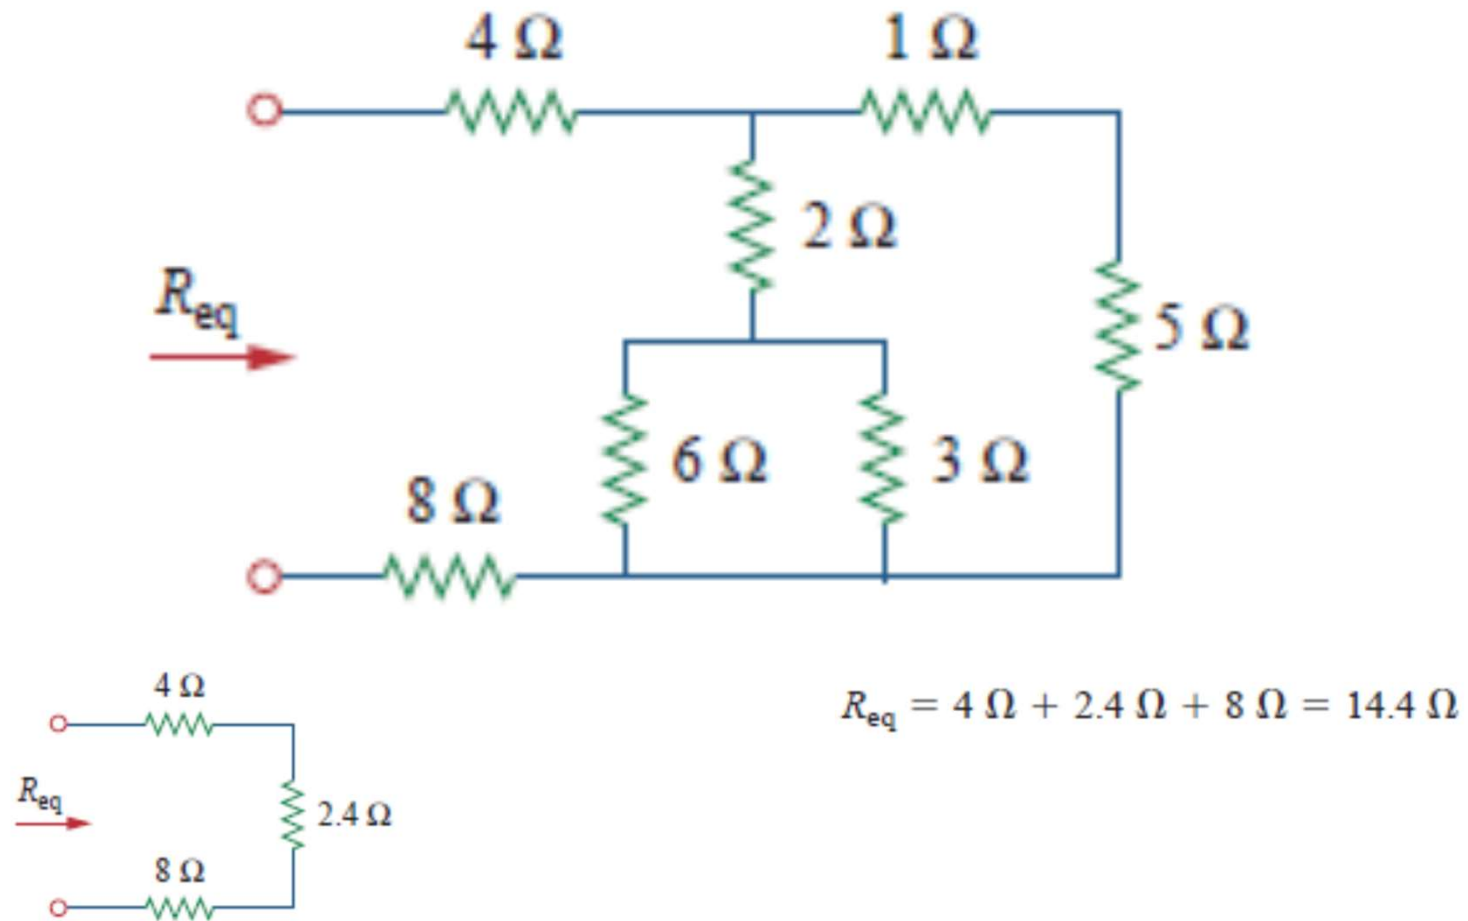 4 Ω
1 Ω
2 Ω
R_eq
5 Ω
6 Ω
3 Ω
8 Ω
4 Ω
R_eq = 4 Ω + 2.4 Ω + 8 Ω = 14.4 Ω
R_eq
2.4 Ω
8 Ω